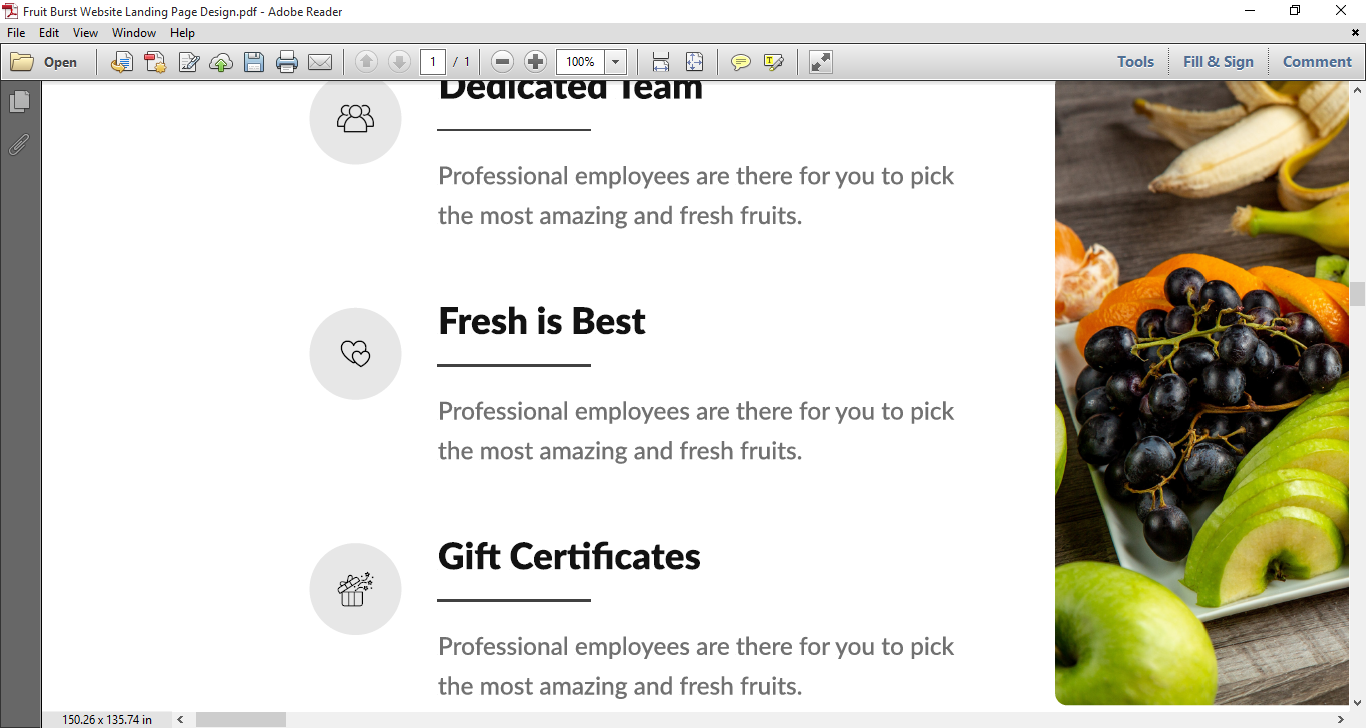 Fruit Burst Website Landing Page Design.pdf - Adobe Reader
File Edit View Window Help
Open 1 / 1 100% Tools Fill & Sign Comment
Dedicated Team
Professional employees are there for you to pick
the most amazing and fresh fruits.
Fresh is Best
Professional employees are there for you to pick
the most amazing and fresh fruits.
Gift Certificates
Professional employees are there for you to pick
the most amazing and fresh fruits.
150.26 x 135.74 in